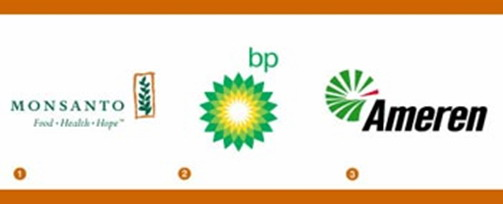 MONSANTO
Food · Health · Hope™
bp
Ameren
1
2
3